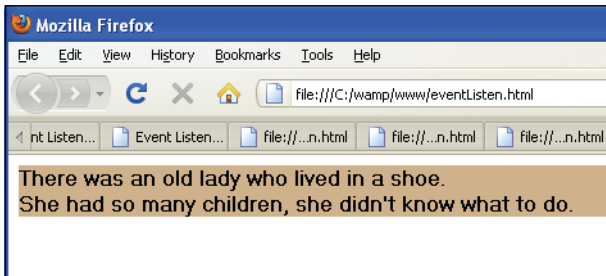 Mozilla Firefox
File Edit View History Bookmarks Tools Help
file:///C:/wamp/www/eventListen.html
nt Listen... Event Listen... file://...n.html file://...n.html file://...n.html
There was an old lady who lived in a shoe.
She had so many children, she didn't know what to do.